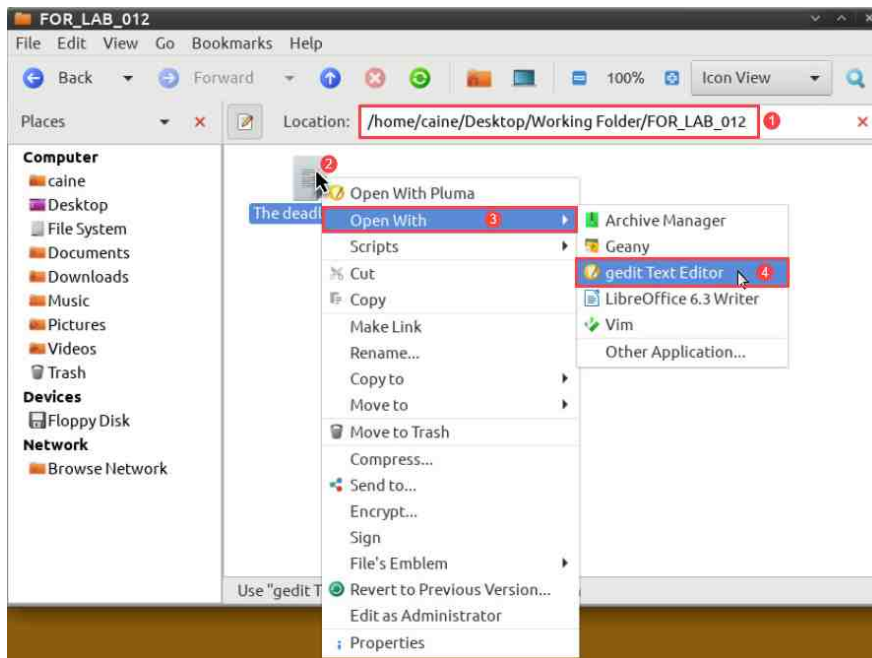 FOR_LAB_012
File Edit View Go Bookmarks Help
Back Forward 100% Icon View
Places Location: /home/caine/Desktop/Working Folder/FOR_LAB_012 1
Computer
caine
Desktop
File System
Documents
Downloads
Music
Pictures
Videos
Trash
Devices
Floppy Disk
Network
Browse Network
2
The deadl
Open With Pluma
Open With 3
Scripts
Cut
Copy
Make Link
Rename...
Copy to
Move to
Move to Trash
Compress...
Send to...
Encrypt...
Sign
File's Emblem
Revert to Previous Version...
Edit as Administrator
Properties
Archive Manager
Geany
gedit Text Editor 4
LibreOffice 6.3 Writer
Vim
Other Application...
Use "gedit T